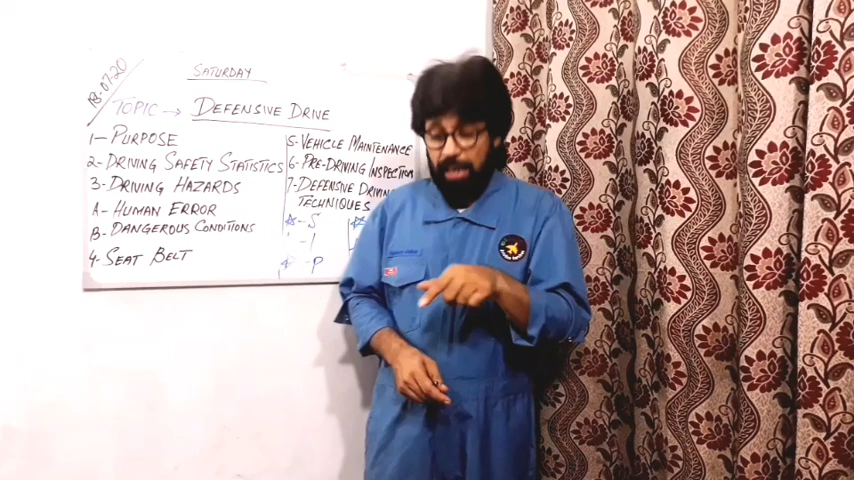 18-07-20
SATURDAY
TOPIC → DEFENSIVE DRIVE
1- PURPOSE
2- DRIVING SAFETY STATISTICS
3- DRIVING HAZARDS
A- HUMAN ERROR
B- DANGEROUS CONDITIONS
4- SEAT BELT
5- VEHICLE MAINTENANCE
6- PRE-DRIVING INSPECTION
7- DEFENSIVE DRIVING
TECHNIQUES
- S
- I
- P